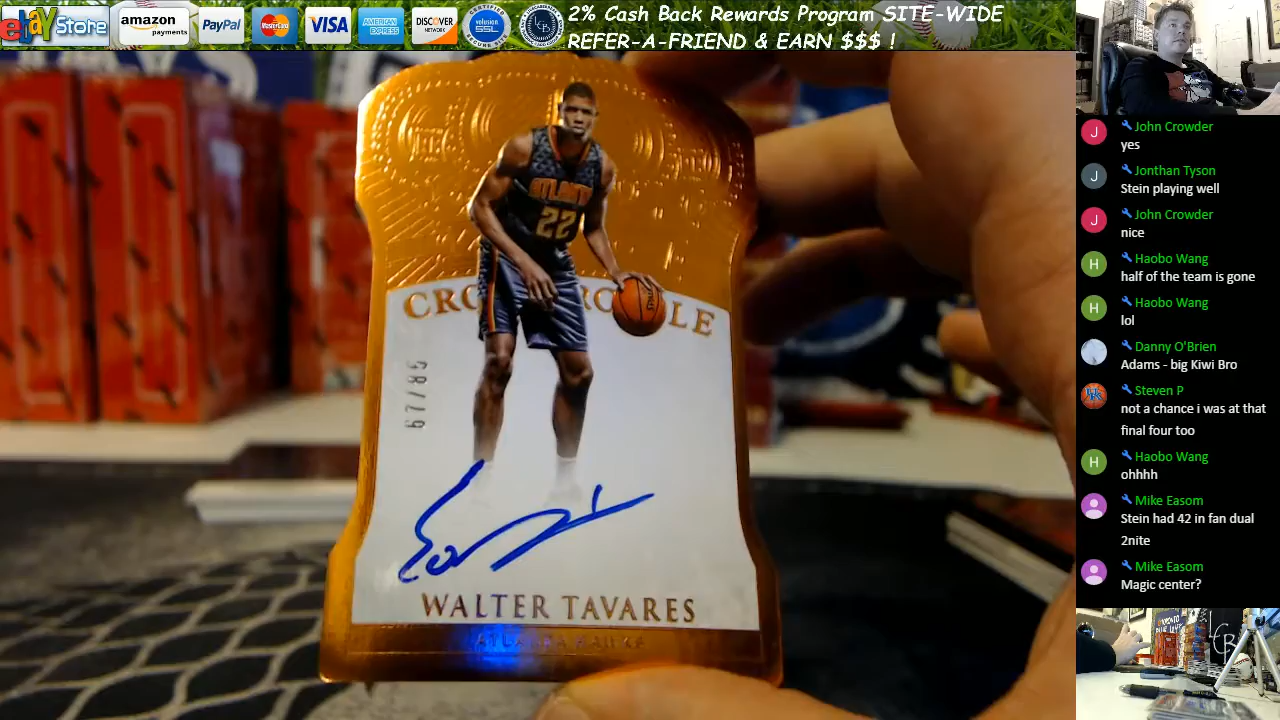 ebay Store
amazon
payments
PayPal
MasterCard
VISA
AMERICAN
EXPRESS
DISCOVER
NETWORK
SSL
2% Cash Back Rewards Program SITE-WIDE
REFER-A-FRIEND & EARN $$$ !
ATLANTA
22
SPALDING
WALTER TAVARES
ATLANTA HAWKS
John Crowder
yes
Jonthan Tyson
Stein playing well
John Crowder
nice
Haobo Wang
half of the team is gone
Haobo Wang
lol
Danny O'Brien
Adams - big Kiwi Bro
Steven P
not a chance i was at that
final four too
Haobo Wang
ohhhh
Mike Easom
Stein had 42 in fan dual
2nite
Mike Easom
Magic center?